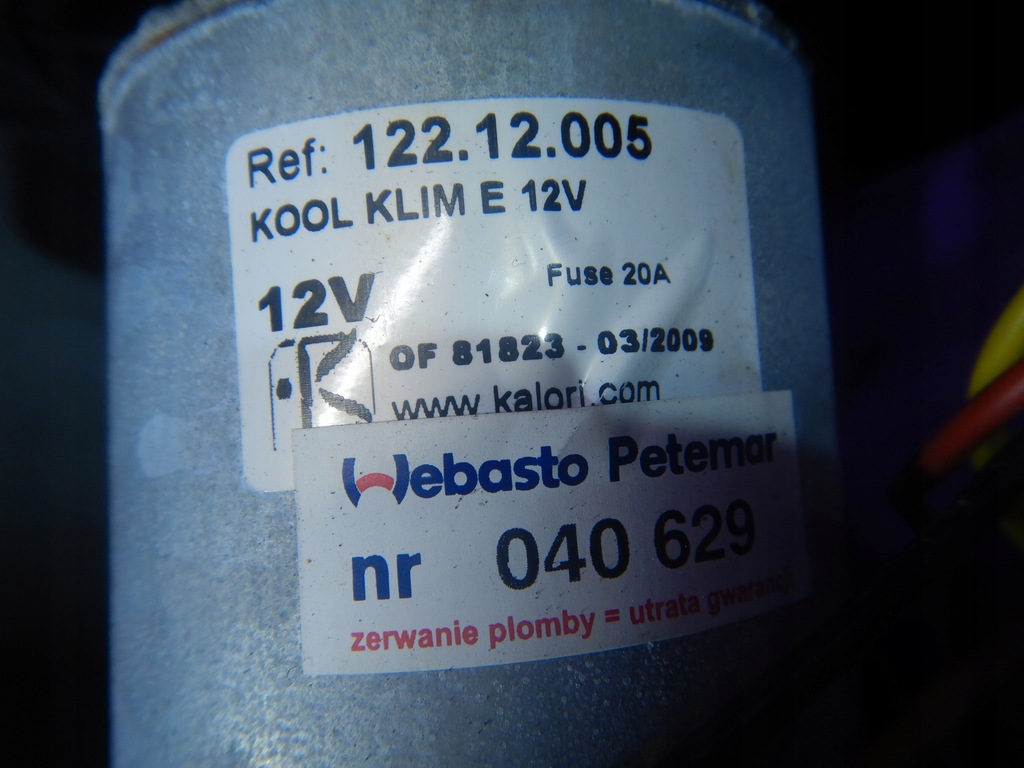 Ref: 122.12.005
KOOL KLIM E 12V
12V
Fuse 20A
OF 81823 - 03/2009
www.kalori.com
Webasto Petemar
nr 040 629
zerwanie plomby = utrata gwarancji